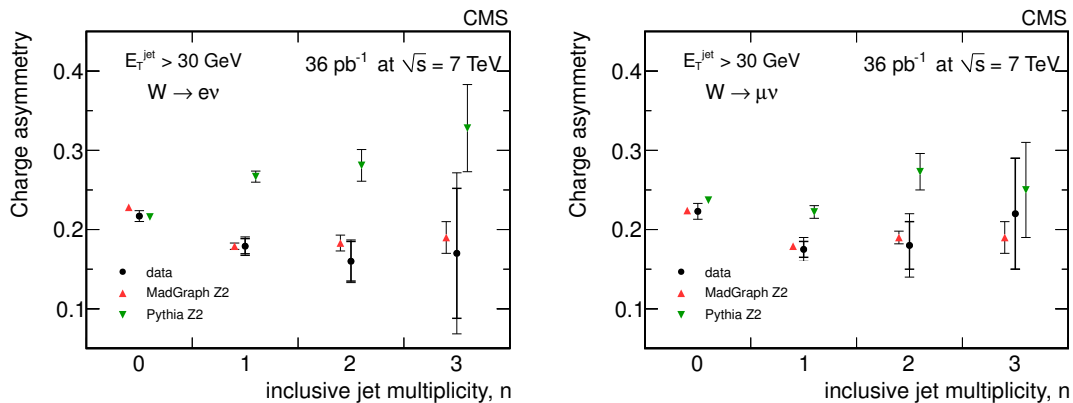 CMS
E_T^jet > 30 GeV
36 pb⁻¹ at √s = 7 TeV
W → eν
0.4
0.3
0.2
0.1
Charge asymmetry
data
MadGraph Z2
Pythia Z2
0 1 2 3
inclusive jet multiplicity, n
CMS
E_T^jet > 30 GeV
36 pb⁻¹ at √s = 7 TeV
W → μν
0.4
0.3
0.2
0.1
Charge asymmetry
data
MadGraph Z2
Pythia Z2
0 1 2 3
inclusive jet multiplicity, n